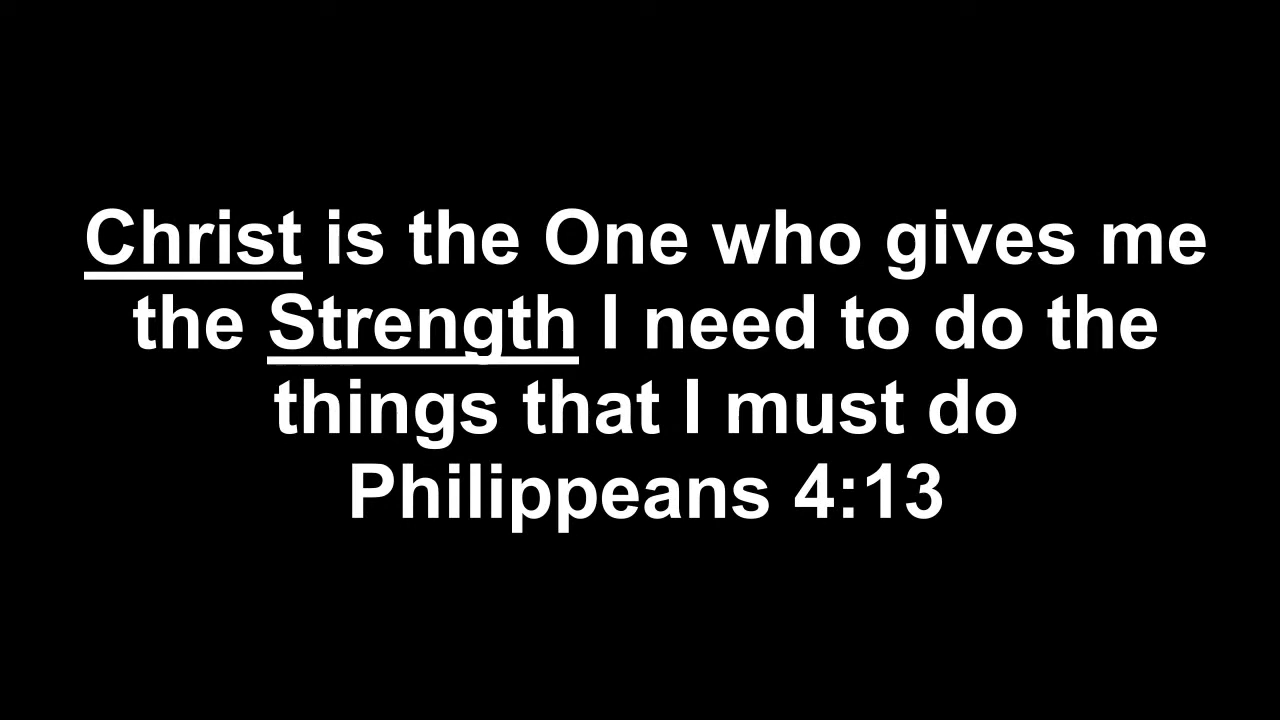 Christ is the One who gives me
the Strength I need to do the
things that I must do
Philippeans 4:13